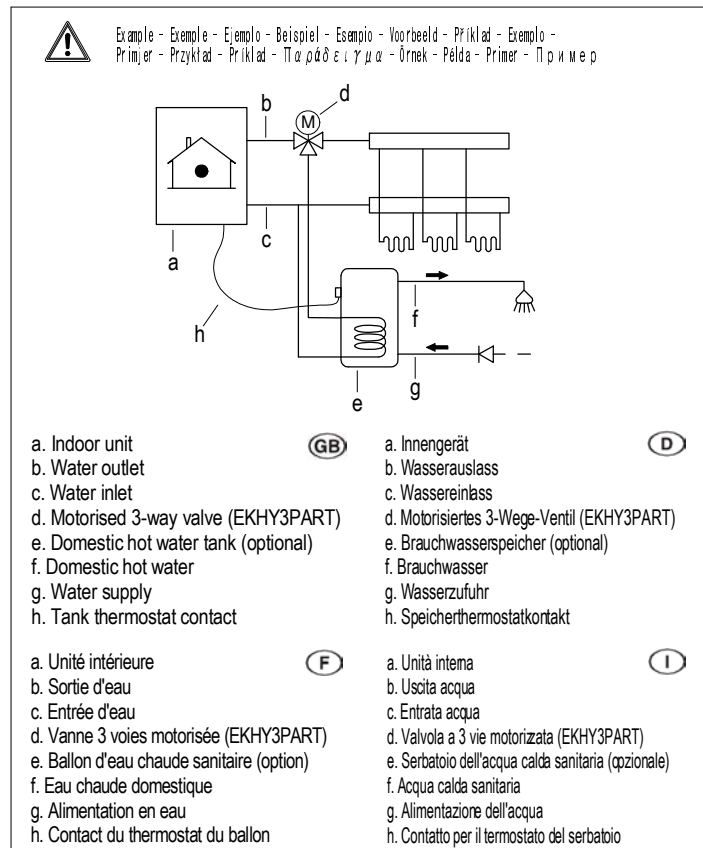 Example - Exemple - Ejemplo - Beispiel - Esempio - Voorbeeld - Příklad - Exemplo -
Primjer - Przykład - Príklad - Παράδειγμα - Örnek - Példa - Primer - Пример
b
d
M
a
c
h
f
e
g
a. Indoor unit
b. Water outlet
c. Water inlet
d. Motorised 3-way valve (EKHY3PART)
e. Domestic hot water tank (optional)
f. Domestic hot water
g. Water supply
h. Tank thermostat contact
GB
a. Innengerät
b. Wasserauslass
c. Wassereinlass
d. Motorisiertes 3-Wege-Ventil (EKHY3PART)
e. Brauchwasserspeicher (optional)
f. Brauchwasser
g. Wasserzufuhr
h. Speicherthermostatkontakt
D
a. Unité intérieure
b. Sortie d'eau
c. Entrée d'eau
d. Vanne 3 voies motorisée (EKHY3PART)
e. Ballon d'eau chaude sanitaire (option)
f. Eau chaude domestique
g. Alimentation en eau
h. Contact du thermostat du ballon
F
a. Unità interna
b. Uscita acqua
c. Entrata acqua
d. Valvola a 3 vie motorizzata (EKHY3PART)
e. Serbatoio dell'acqua calda sanitaria (opzionale)
f. Acqua calda sanitaria
g. Alimentazione dell'acqua
h. Contatto per il termostato del serbatoio
I